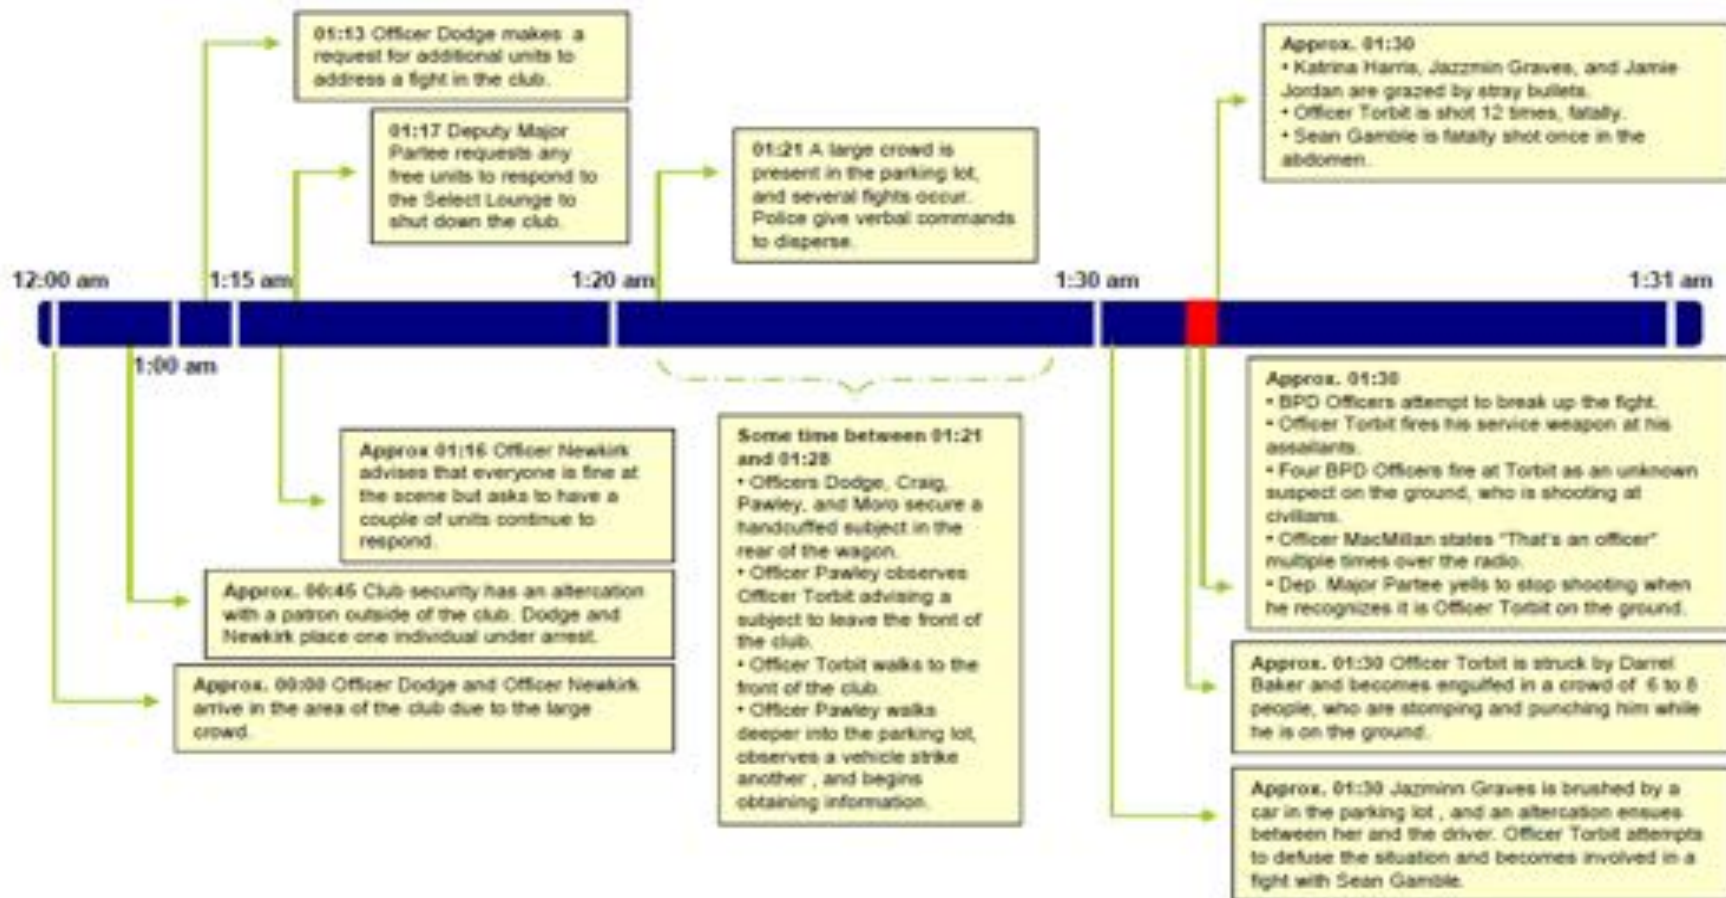 01:13 Officer Dodge makes a
request for additional units to
address a fight in the club.
01:17 Deputy Major
Partee requests any
free units to respond to
the Select Lounge to
shut down the club.
01:21 A large crowd is
present in the parking lot,
and several fights occur.
Police give verbal commands
to disperse.
Approx. 01:30
• Katrina Harris, Jazzmin Graves, and Jamie
Jordan are grazed by stray bullets.
• Officer Torbit is shot 12 times, fatally.
• Sean Gamble is fatally shot once in the
abdomen.
12:00 am
1:15 am
1:20 am
1:30 am
1:31 am
1:00 am
Approx 01:16 Officer Newkirk
advises that everyone is fine at
the scene but asks to have a
couple of units continue to
respond.
Approx. 00:45 Club security has an altercation
with a patron outside of the club. Dodge and
Newkirk place one individual under arrest.
Approx. 00:00 Officer Dodge and Officer Newkirk
arrive in the area of the club due to the large
crowd.
Some time between 01:21
and 01:28
• Officers Dodge, Craig,
Pawley, and Moro secure a
handcuffed subject in the
rear of the wagon.
• Officer Pawley observes
Officer Torbit advising a
subject to leave the front of
the club.
• Officer Torbit walks to the
front of the club.
• Officer Pawley walks
deeper into the parking lot,
observes a vehicle strike
another , and begins
obtaining information.
Approx. 01:30
• BPD Officers attempt to break up the fight.
• Officer Torbit fires his service weapon at his
assailants.
• Four BPD Officers fire at Torbit as an unknown
suspect on the ground, who is shooting at
civilians.
• Officer MacMillan states "That's an officer"
multiple times over the radio.
• Dep. Major Partee yells to stop shooting when
he recognizes it is Officer Torbit on the ground.
Approx. 01:30 Officer Torbit is struck by Darrel
Baker and becomes engulfed in a crowd of 6 to 8
people, who are stomping and punching him while
he is on the ground.
Approx. 01:30 Jazminn Graves is brushed by a
car in the parking lot , and an altercation ensues
between her and the driver. Officer Torbit attempts
to defuse the situation and becomes involved in a
fight with Sean Gamble.